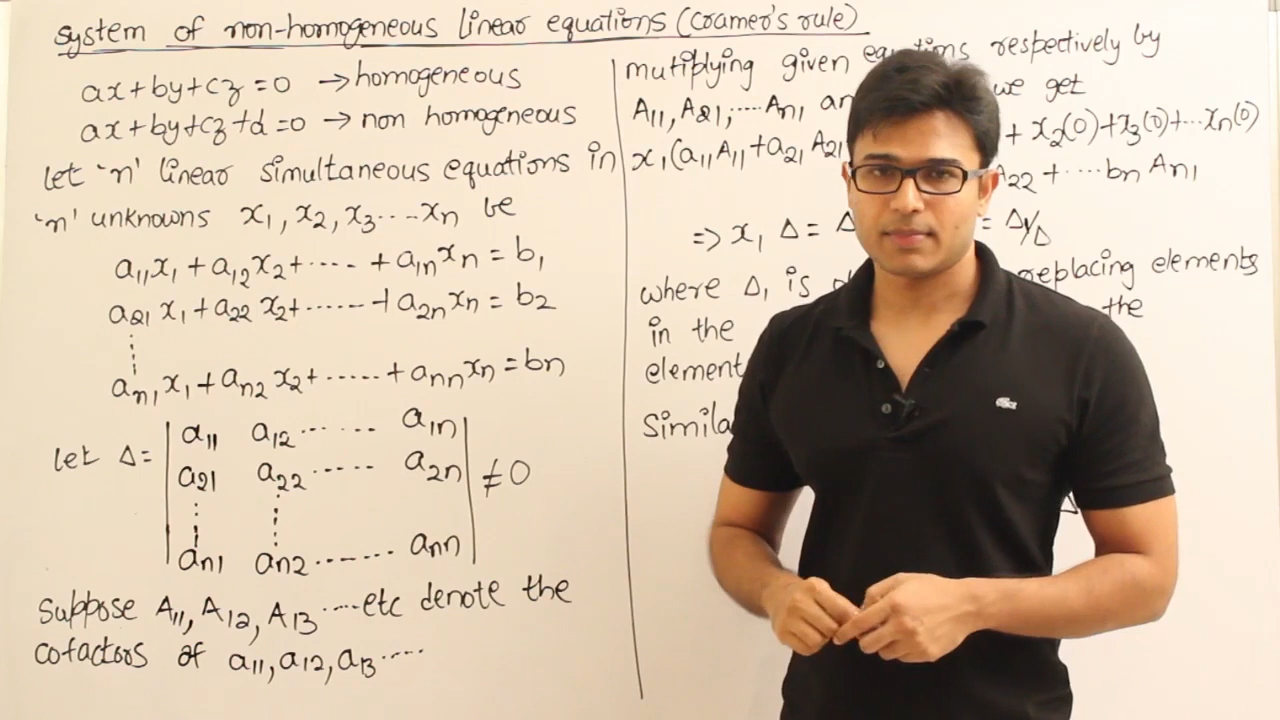 system of non-homogeneous linear equations (cramer's rule)
ax+by+cz=0 → homogeneous
ax+by+cz+d=0 → non homogeneous
let 'n' linear simultaneous equations in
'n' unknowns x1, x2, x3....xn be
a11x1 + a12x2+.... + a1nxn = b1
a21x1 + a22x2+...... + a2nxn = b2
an1x1 + an2x2+...... + annxn = bn
let Δ= | a11 a12 ...... a1n |
| a21 a22 ...... a2n | ≠ 0
| an1 an2 ....... ann |
suppose A11, A12, A13 ....etc denote the
cofactors of a11, a12, a13 ....
mutiplying given equations respectively by
A11, A21, .... An1 we get
x1(a11A11 + a21A21 + x2(0)+x3(0)+...xn(0)
A22 + ....bn An1
=> x1 Δ = = Δ1/Δ
where Δ1 is replacing elements
in the the
element